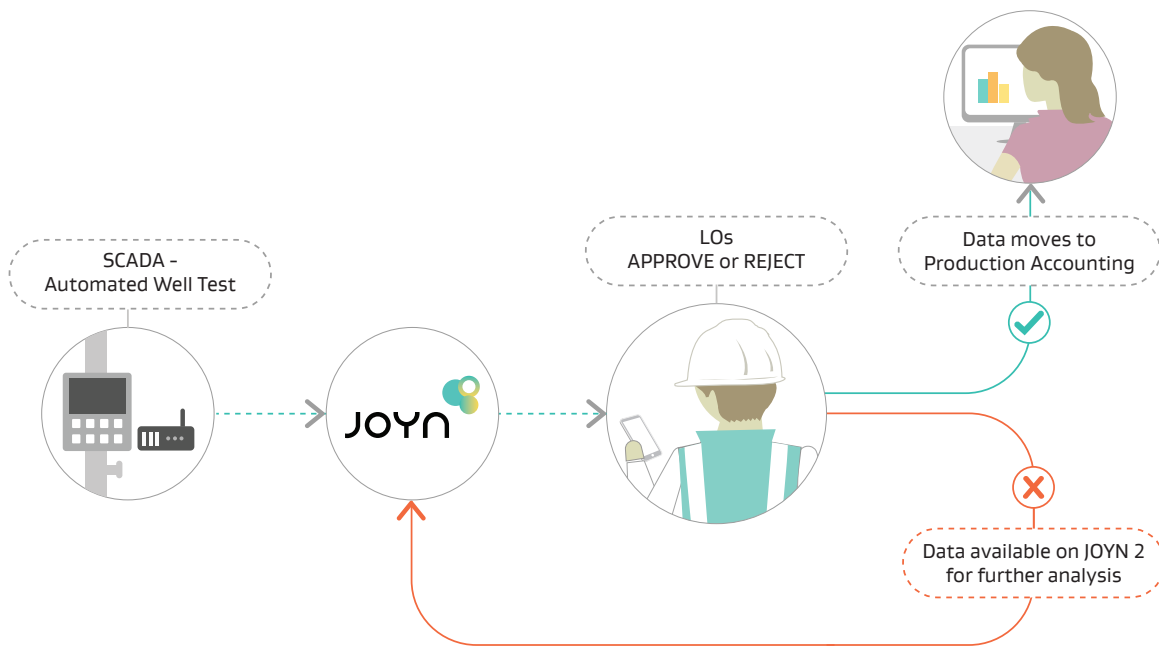 SCADA -
Automated Well Test
JOYN
LOs
APPROVE or REJECT
Data moves to
Production Accounting
Data available on JOYN 2
for further analysis